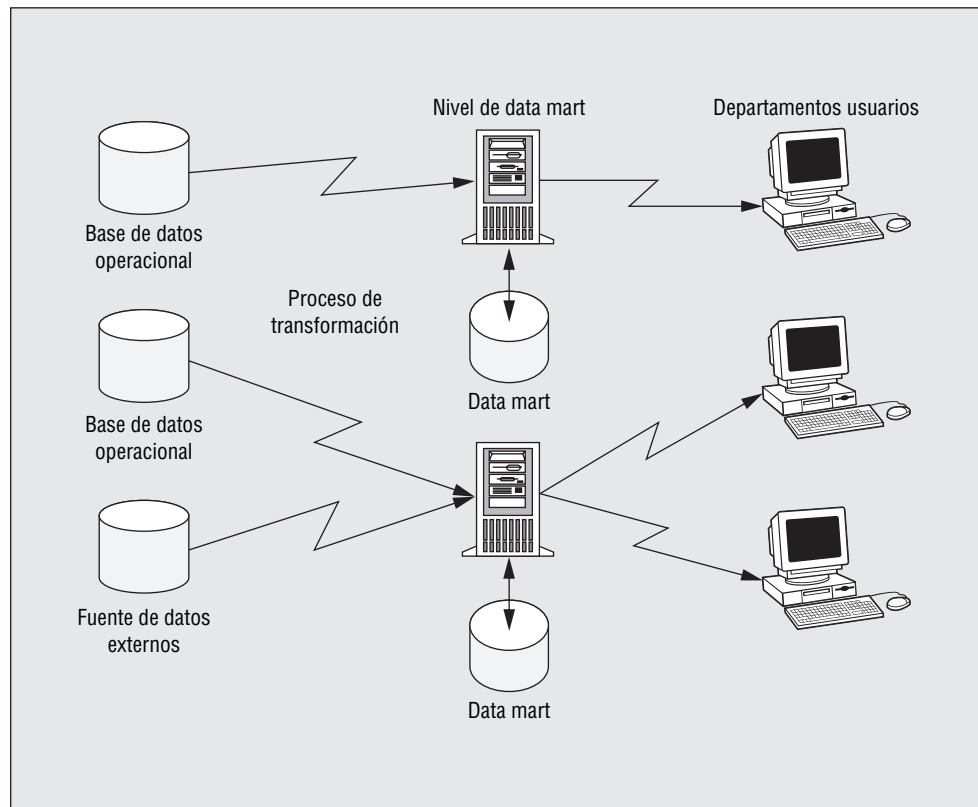 Nivel de data mart
Departamentos usuarios
Base de datos
operacional
Proceso de
transformación
Data mart
Base de datos
operacional
Fuente de datos
externos
Data mart